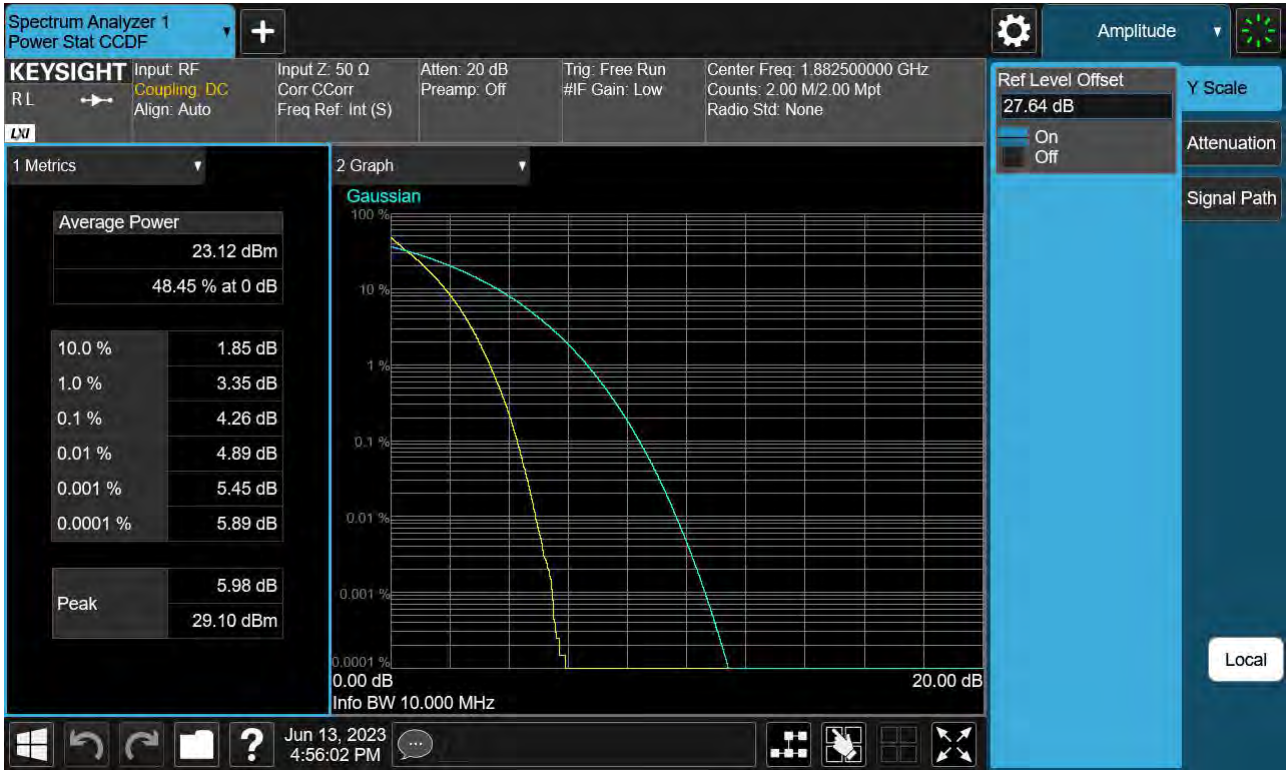 Spectrum Analyzer 1
Power Stat CCDF
+
Amplitude
KEYSIGHT
RL
LXI
Input: RF
Coupling: DC
Align: Auto
Input Z: 50 Ω
Corr CCorr
Freq Ref: Int (S)
Atten: 20 dB
Preamp: Off
Trig: Free Run
#IF Gain: Low
Center Freq: 1.882500000 GHz
Counts: 2.00 M/2.00 Mpt
Radio Std: None
Ref Level Offset
27.64 dB
On
Off
Y Scale
Attenuation
Signal Path
Local
1 Metrics
Average Power
23.12 dBm
48.45 % at 0 dB
10.0 % 1.85 dB
1.0 % 3.35 dB
0.1 % 4.26 dB
0.01 % 4.89 dB
0.001 % 5.45 dB
0.0001 % 5.89 dB
Peak
5.98 dB
29.10 dBm
2 Graph
Gaussian
100 %
10 %
1 %
0.1 %
0.01 %
0.001 %
0.0001 %
0.00 dB 20.00 dB
Info BW 10.000 MHz
?
Jun 13, 2023
4:56:02 PM